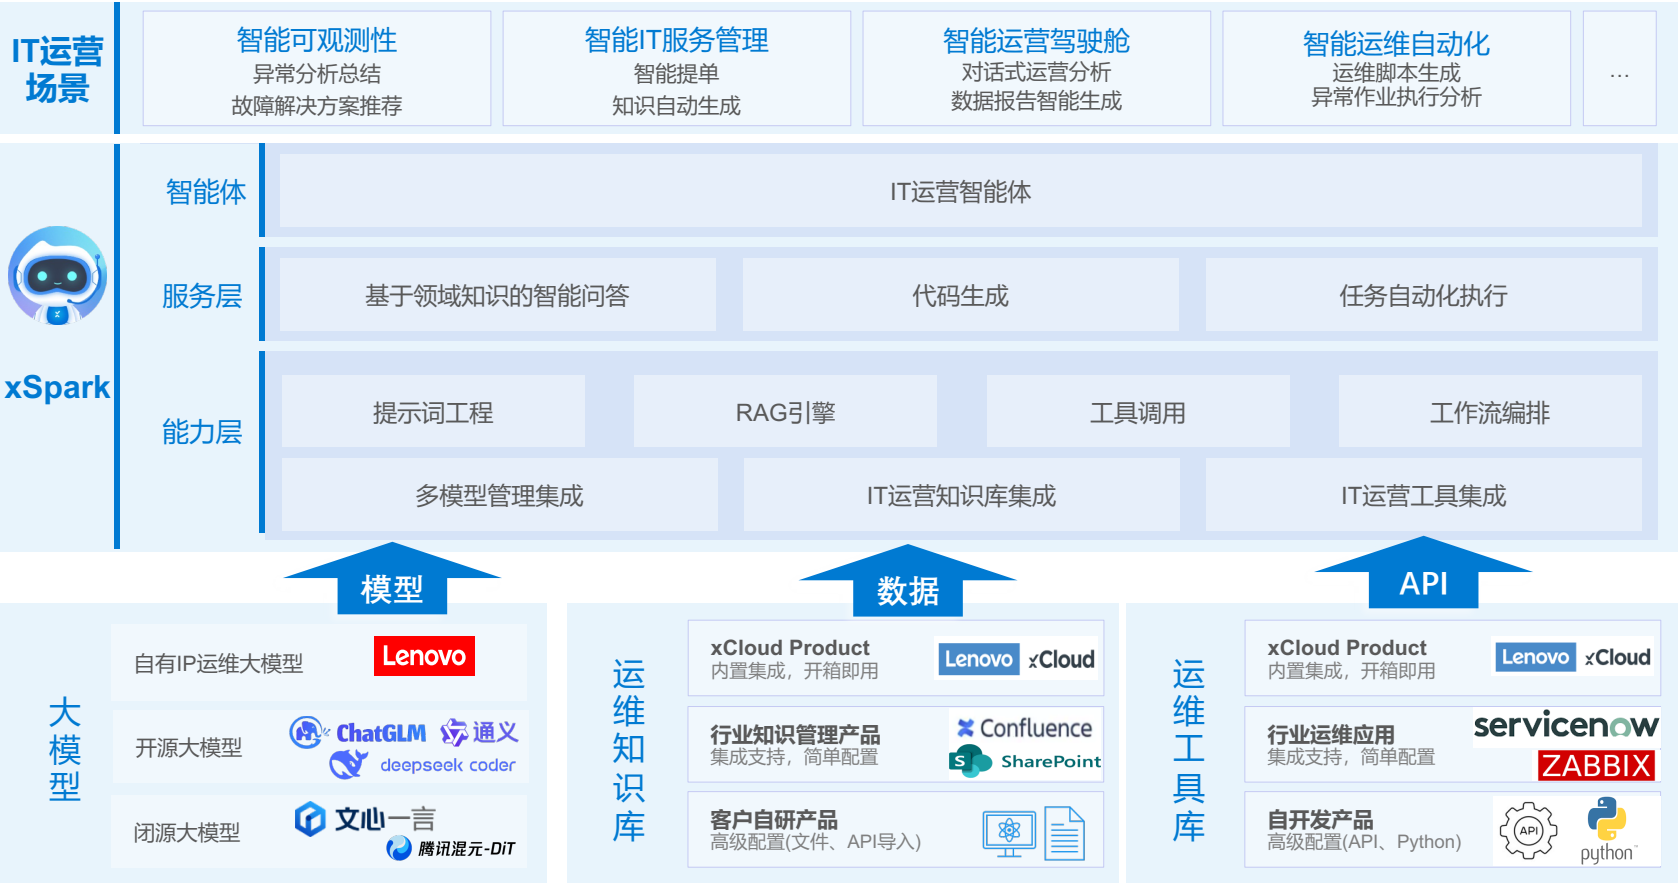 IT运营
场景
智能可观测性
异常分析总结
故障解决方案推荐
智能IT服务管理
智能提单
知识自动生成
智能运营驾驶舱
对话式运营分析
数据报告智能生成
智能运维自动化
运维脚本生成
异常作业执行分析
...
xSpark
智能体
IT运营智能体
服务层
基于领域知识的智能问答
代码生成
任务自动化执行
能力层
提示词工程
RAG引擎
工具调用
工作流编排
多模型管理集成
IT运营知识库集成
IT运营工具集成
模型
数据
API
大模型
自有IP运维大模型
Lenovo
开源大模型
ChatGLM
通义
deepseek coder
闭源大模型
文心一言
腾讯混元-DiT
运维知识库
xCloud Product
内置集成，开箱即用
Lenovo xCloud
行业知识管理产品
集成支持，简单配置
Confluence
S SharePoint
客户自研产品
高级配置(文件、API导入)
运维工具库
xCloud Product
内置集成，开箱即用
Lenovo xCloud
行业运维应用
集成支持，简单配置
servicenow
ZABBIX
自开发产品
高级配置(API、Python)
API
python